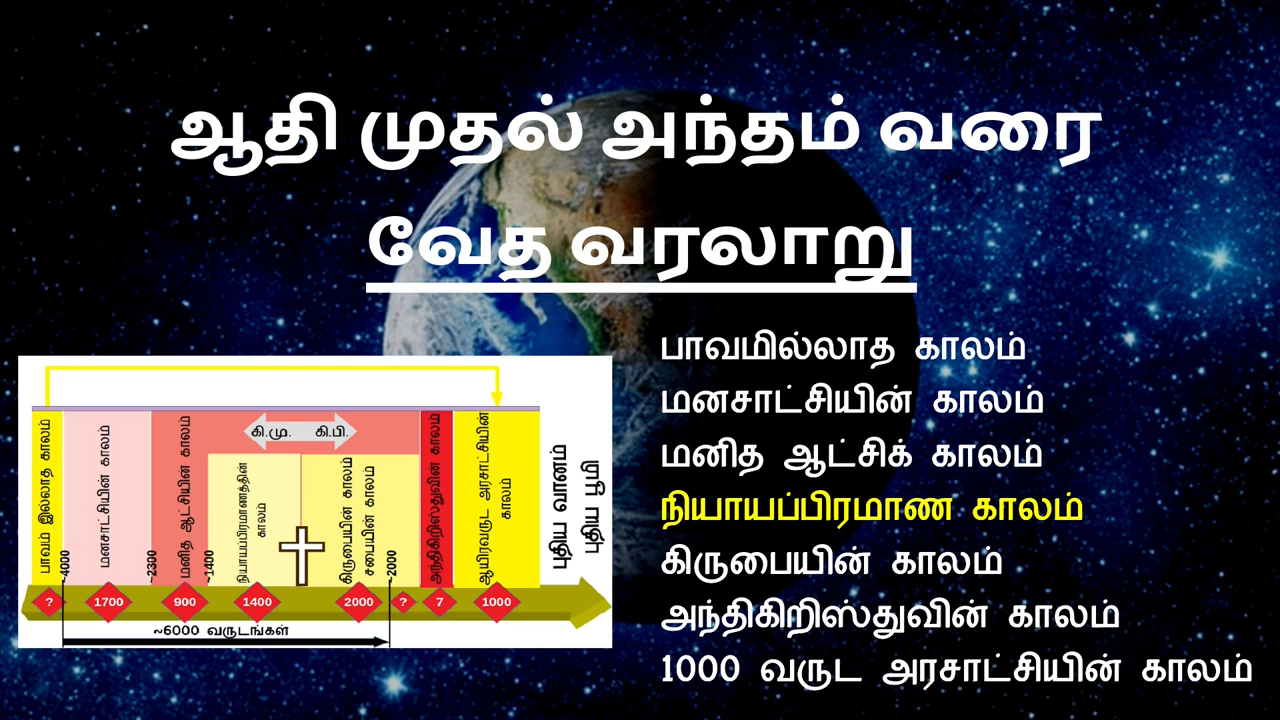 ஆதி முதல் அந்தம் வரை
வேத வரலாறு
பாவமில்லாத காலம்
மனசாட்சியின் காலம்
மனித ஆட்சிக் காலம்
நியாயப்பிரமாண காலம்
கிருபையின் காலம்
அந்திகிறிஸ்துவின் காலம்
1000 வருட அரசாட்சியின் காலம்
கி.மு. கி.பி.
பாவம் இல்லாத காலம்
~4000
மனசாட்சியின் காலம்
~2300
மனித ஆட்சியின் காலம்
~1400
நியாயப்பிரமாணத்தின்
காலம்
கிருபையின் காலம்
சபையின் காலம்
~2000
அந்திகிறிஸ்துவின் காலம்
ஆயிரவருட அரசாட்சியின்
காலம்
புதிய வானம்
புதிய பூமி
? 1700 900 1400 2000 ? 7 1000
~6000 வருடங்கள்